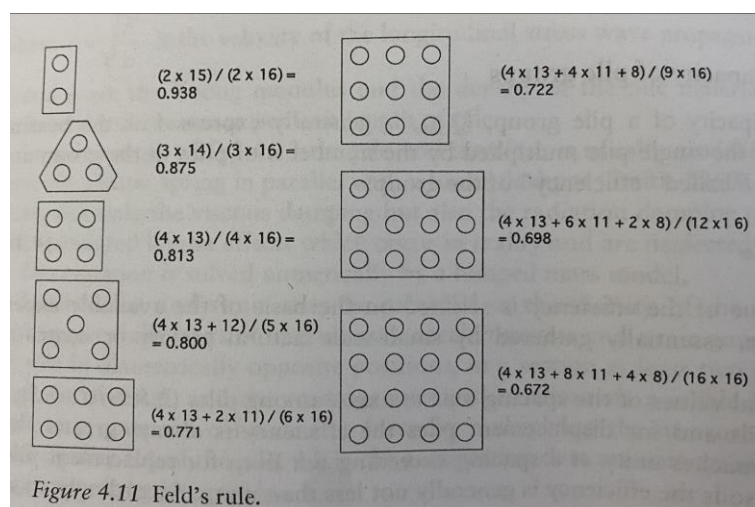 (2 x 15) / (2 x 16) =
0.938
(3 x 14) / (3 x 16) =
0.875
(4 x 13) / (4 x 16) =
0.813
(4 x 13 + 12) / (5 x 16)
= 0.800
(4 x 13 + 2 x 11) / (6 x 16)
= 0.771
(4 x 13 + 4 x 11 + 8) / (9 x 16)
= 0.722
(4 x 13 + 6 x 11 + 2 x 8) / (12 x1 6)
= 0.698
(4 x 13 + 8 x 11 + 4 x 8) / (16 x 16)
= 0.672
Figure 4.11 Feld's rule.